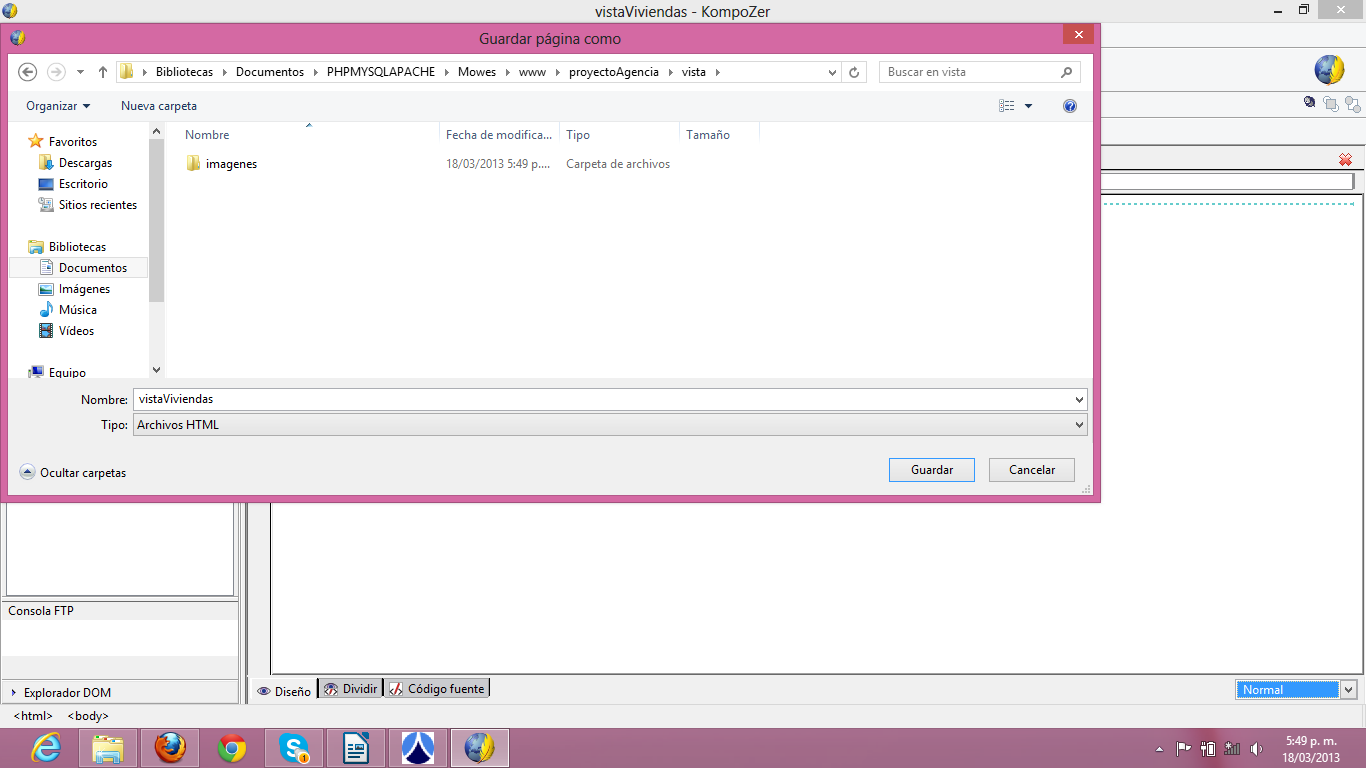 vistaViviendas - KompoZer
Guardar página como
Bibliotecas Documentos PHPMYSQLAPACHE Mowes www proyectoAgencia vista
Buscar en vista
Organizar Nueva carpeta
Nombre Fecha de modifica... Tipo Tamaño
imagenes 18/03/2013 5:49 p.... Carpeta de archivos
Favoritos
Descargas
Escritorio
Sitios recientes
Bibliotecas
Documentos
Imágenes
Música
Vídeos
Equipo
Nombre: vistaViviendas
Tipo: Archivos HTML
Ocultar carpetas
Guardar Cancelar
Consola FTP
Explorador DOM
Diseño Dividir Código fuente
Normal
<html> <body>
1
5:49 p. m.
18/03/2013